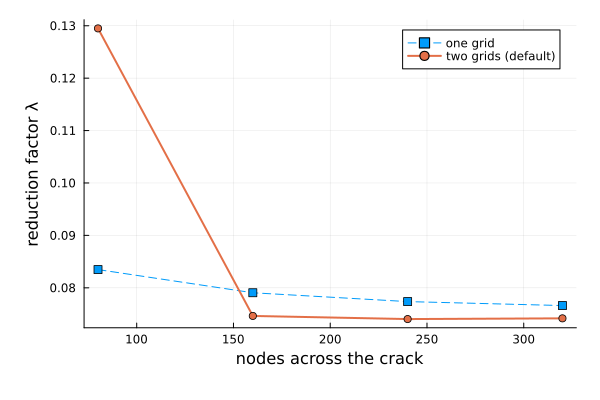 0.13
0.12
0.11
0.10
0.09
0.08
reduction factor λ
one grid
two grids (default)
100
150
200
250
300
nodes across the crack